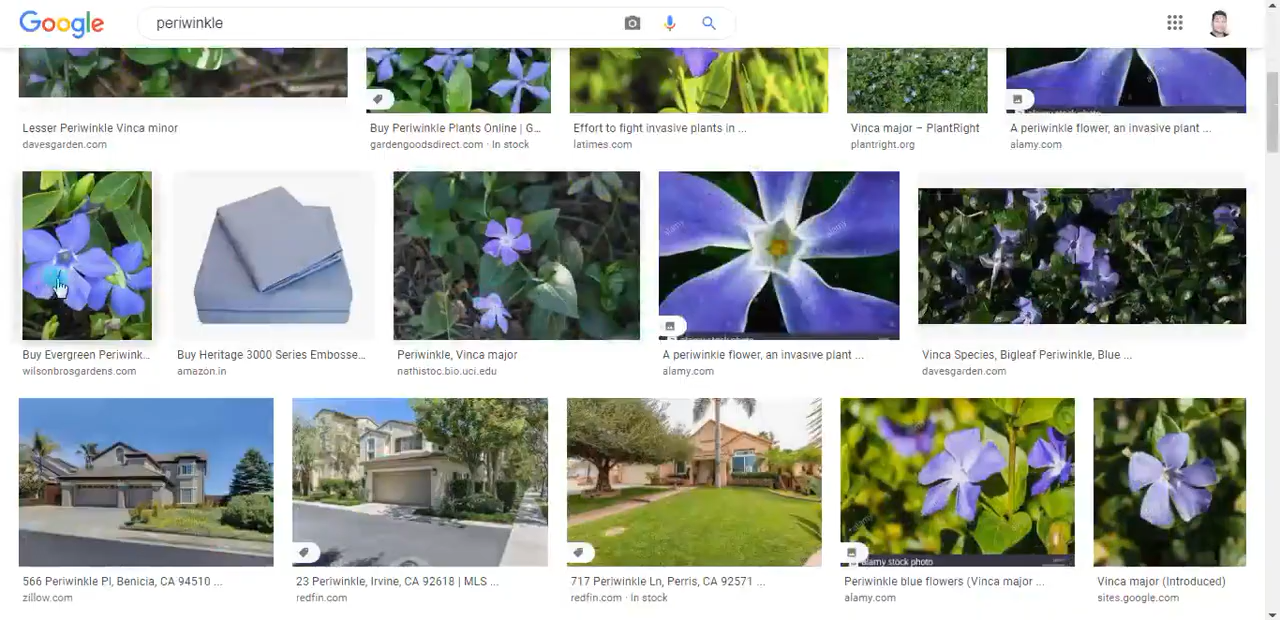 Google
periwinkle
Lesser Periwinkle Vinca minor
davesgarden.com
Buy Periwinkle Plants Online | G...
gardengoodsdirect.com · In stock
Effort to fight invasive plants in ...
latimes.com
Vinca major – PlantRight
plantright.org
A periwinkle flower, an invasive plant ...
alamy.com
Buy Evergreen Periwink...
wilsonbrosgardens.com
Buy Heritage 3000 Series Embosse...
amazon.in
Periwinkle, Vinca major
nathistoc.bio.uci.edu
alamy
alamy
A periwinkle flower, an invasive plant ...
alamy.com
Vinca Species, Bigleaf Periwinkle, Blue ...
davesgarden.com
566 Periwinkle Pl, Benicia, CA 94510 ...
zillow.com
23 Periwinkle, Irvine, CA 92618 | MLS ...
redfin.com
717 Periwinkle Ln, Perris, CA 92571 ...
redfin.com · In stock
alamy stock photo
Periwinkle blue flowers (Vinca major ...
alamy.com
Vinca major (Introduced)
sites.google.com